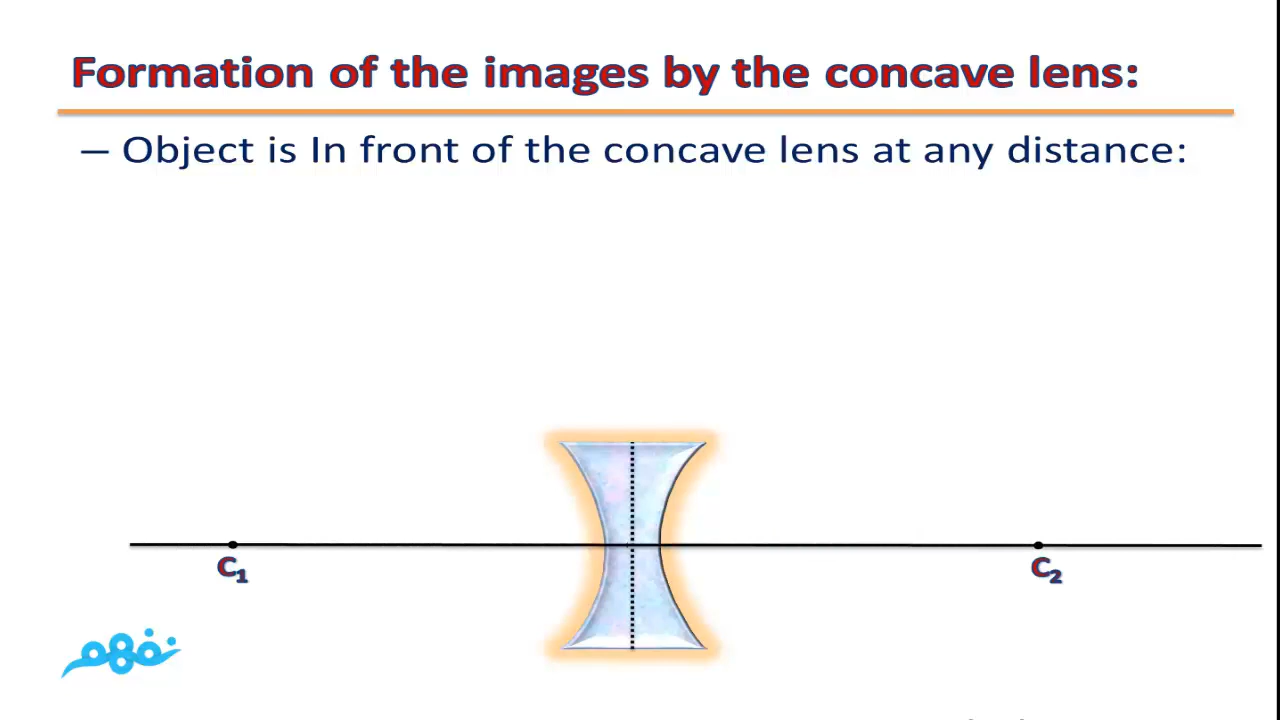 Formation of the images by the concave lens:
– Object is In front of the concave lens at any distance:
C₁ C₂
نفهم